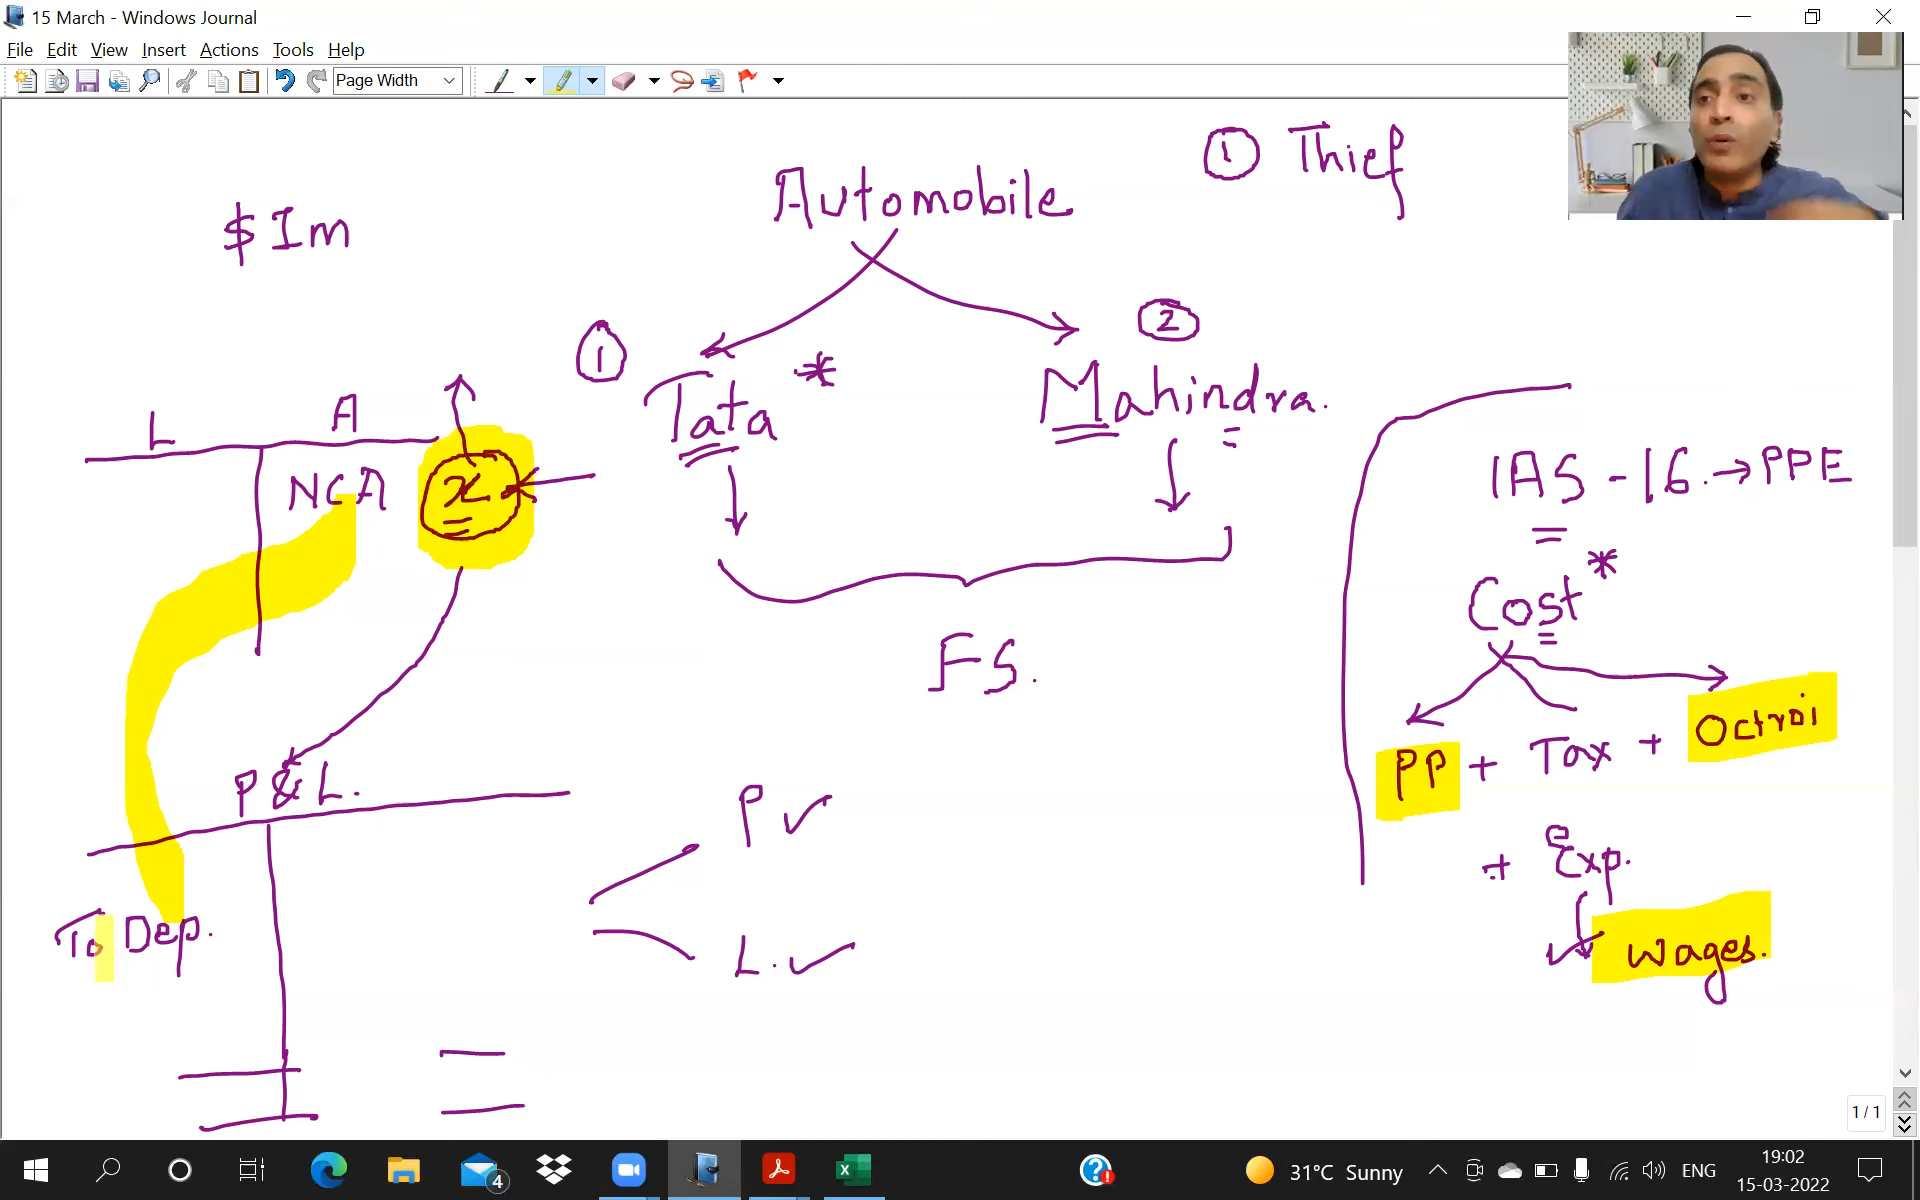 15 March - Windows Journal
File Edit View Insert Actions Tools Help
Page Width
① Thief
Automobile
$ 1m
①
②
Tata *
Mahindra.
L A
NCA x
IAS - 16. → PPE
Cost *
FS.
PP + Tax + Octroi
P & L.
P ✓
+ Exp.
To Dep.
L. ✓
✓ Wages.
1 / 1
4
31°C Sunny
ENG
19:02
15-03-2022